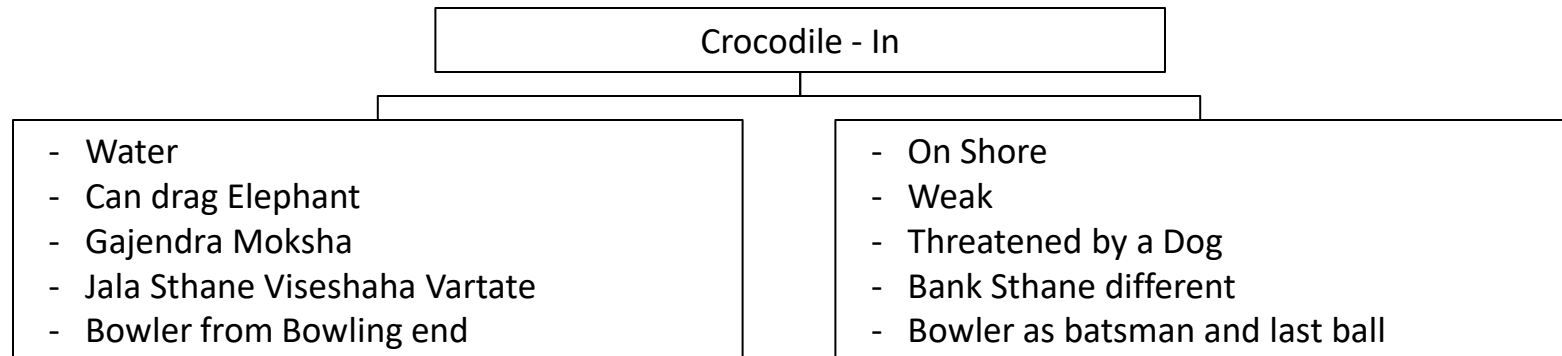 Crocodile - In
- Water
- Can drag Elephant
- Gajendra Moksha
- Jala Sthane Viseshaha Vartate
- Bowler from Bowling end
- On Shore
- Weak
- Threatened by a Dog
- Bank Sthane different
- Bowler as batsman and last ball